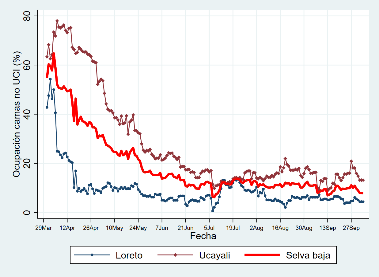 Ocupación camas no UCI (%)
80
60
40
20
0
29Mar 12Apr 26Apr 10May 24May 7Jun 21Jun 5Jul 19Jul 2Aug 16Aug 30Aug 13Sep 27Sep
Fecha
Loreto Ucayali Selva baja